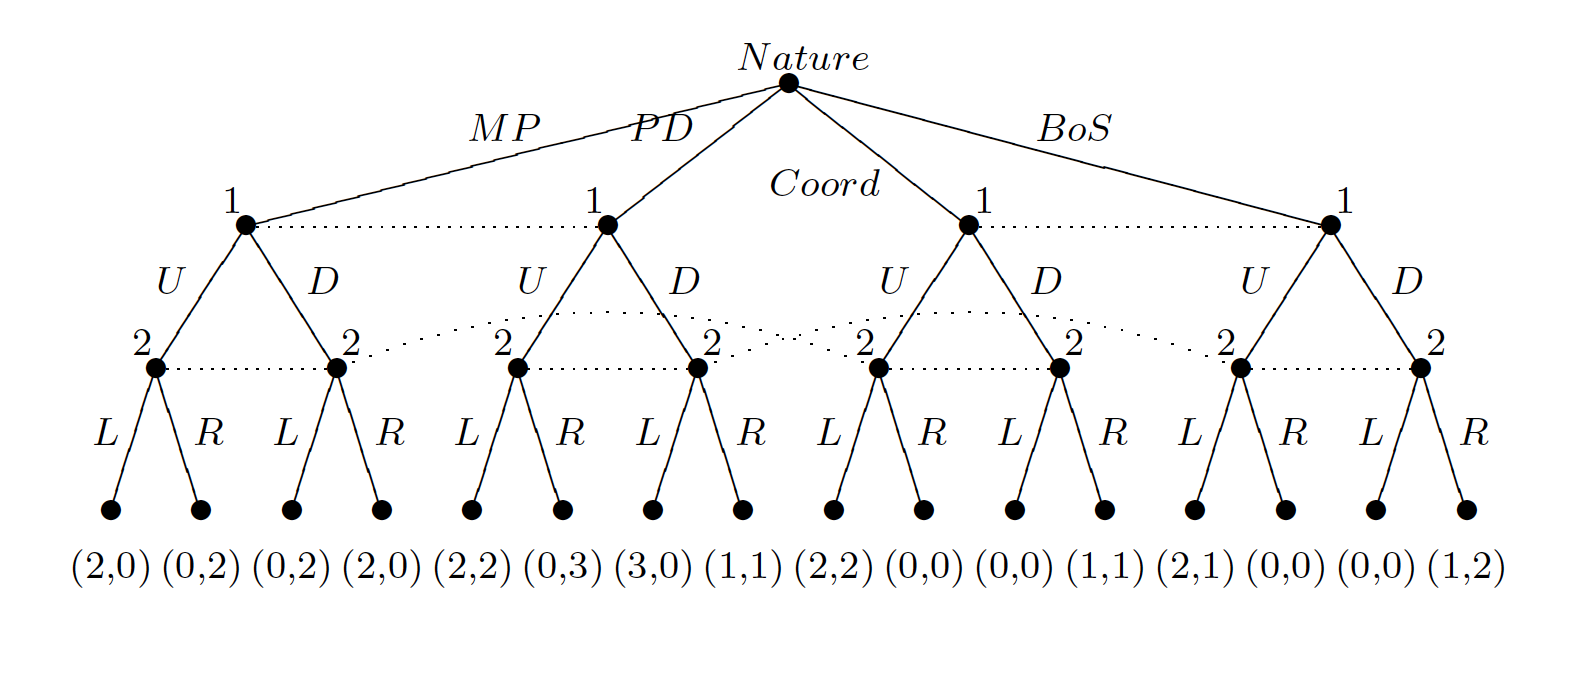 Nature
MP PD BoS
Coord
1 1 1 1
U D U D U D U D
2 2 2 2 2 2 2 2
L R L R L R L R L R L R L R L R
(2,0) (0,2) (0,2) (2,0) (2,2) (0,3) (3,0) (1,1) (2,2) (0,0) (0,0) (1,1) (2,1) (0,0) (0,0) (1,2)